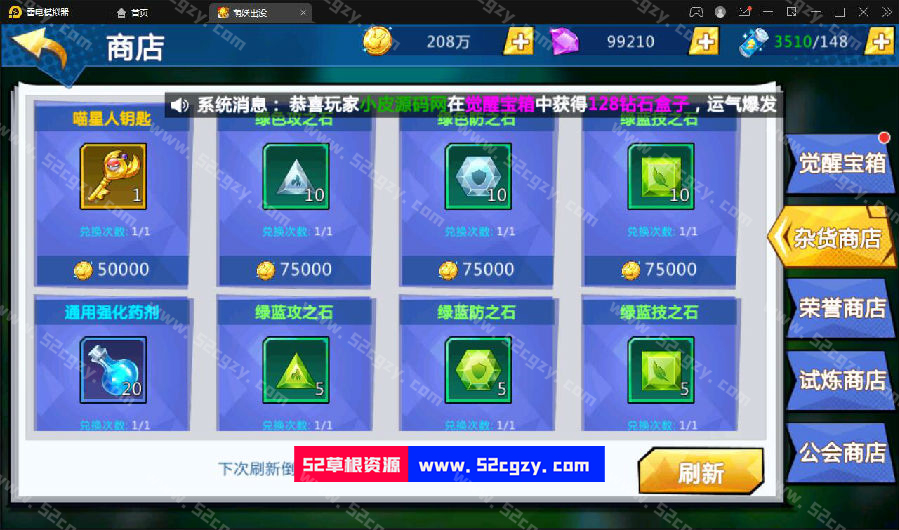 雷电模拟器
首页
萌妖出没
商店
208万
99210
3510/148
系统消息：恭喜玩家小皮源码网在觉醒宝箱中获得128钻石盒子，运气爆发
喵星人钥匙
绿色攻之石
绿色防之石
绿蓝技之石
1
10
10
10
兑换次数: 1/1
兑换次数: 1/1
兑换次数: 1/1
兑换次数: 1/1
50000
75000
75000
75000
通用强化药剂
绿蓝攻之石
绿蓝防之石
绿蓝技之石
20
5
5
5
兑换次数: 1/1
兑换次数: 1/1
兑换次数: 1/1
兑换次数: 1/1
下次刷新倒
52草根资源
www.52cgzy.com
刷新
觉醒宝箱
杂货商店
荣誉商店
试炼商店
公会商店
www.52cgzy.com